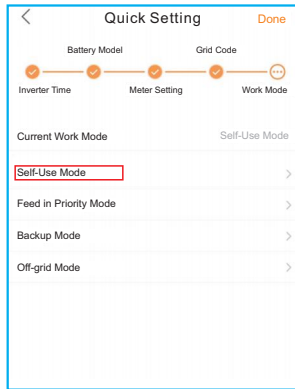 Quick Setting Done
Battery Model Grid Code
Inverter Time Meter Setting Work Mode
Current Work Mode Self-Use Mode
Self-Use Mode
Feed in Priority Mode
Backup Mode
Off-grid Mode